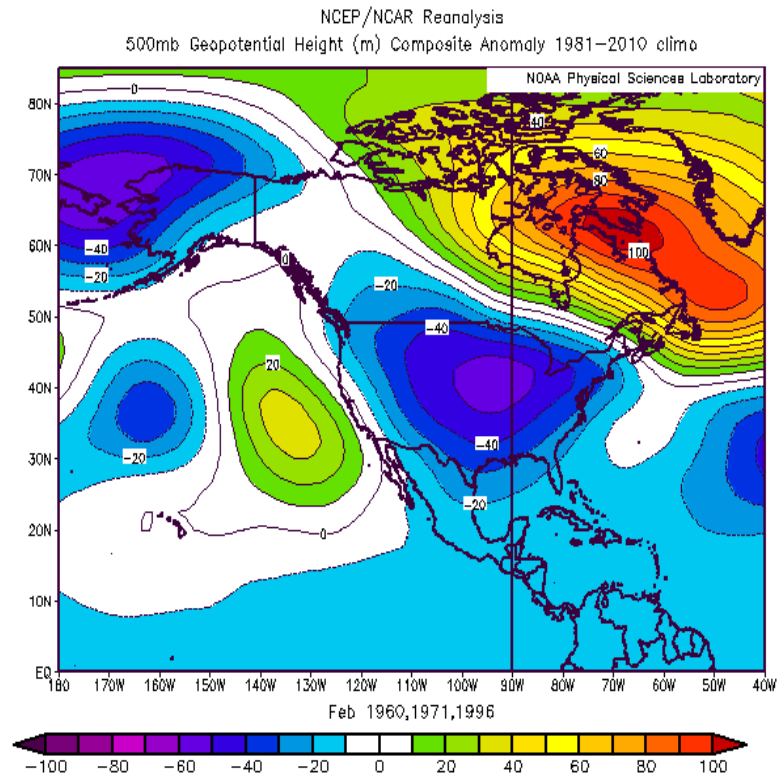 NCEP/NCAR Reanalysis
500mb Geopotential Height (m) Composite Anomaly 1981-2010 climo
NOAA Physical Sciences Laboratory
80N
70N
60N
50N
40N
30N
20N
10N
EQ
0
40
60
80
100
-40
-20
0
-20
-40
20
-20
-40
-20
0
180 170W 160W 150W 140W 130W 120W 110W 100W 90W 80W 70W 60W 50W 40W
Feb 1960,1971,1996
-100 -80 -60 -40 -20 0 20 40 60 80 100